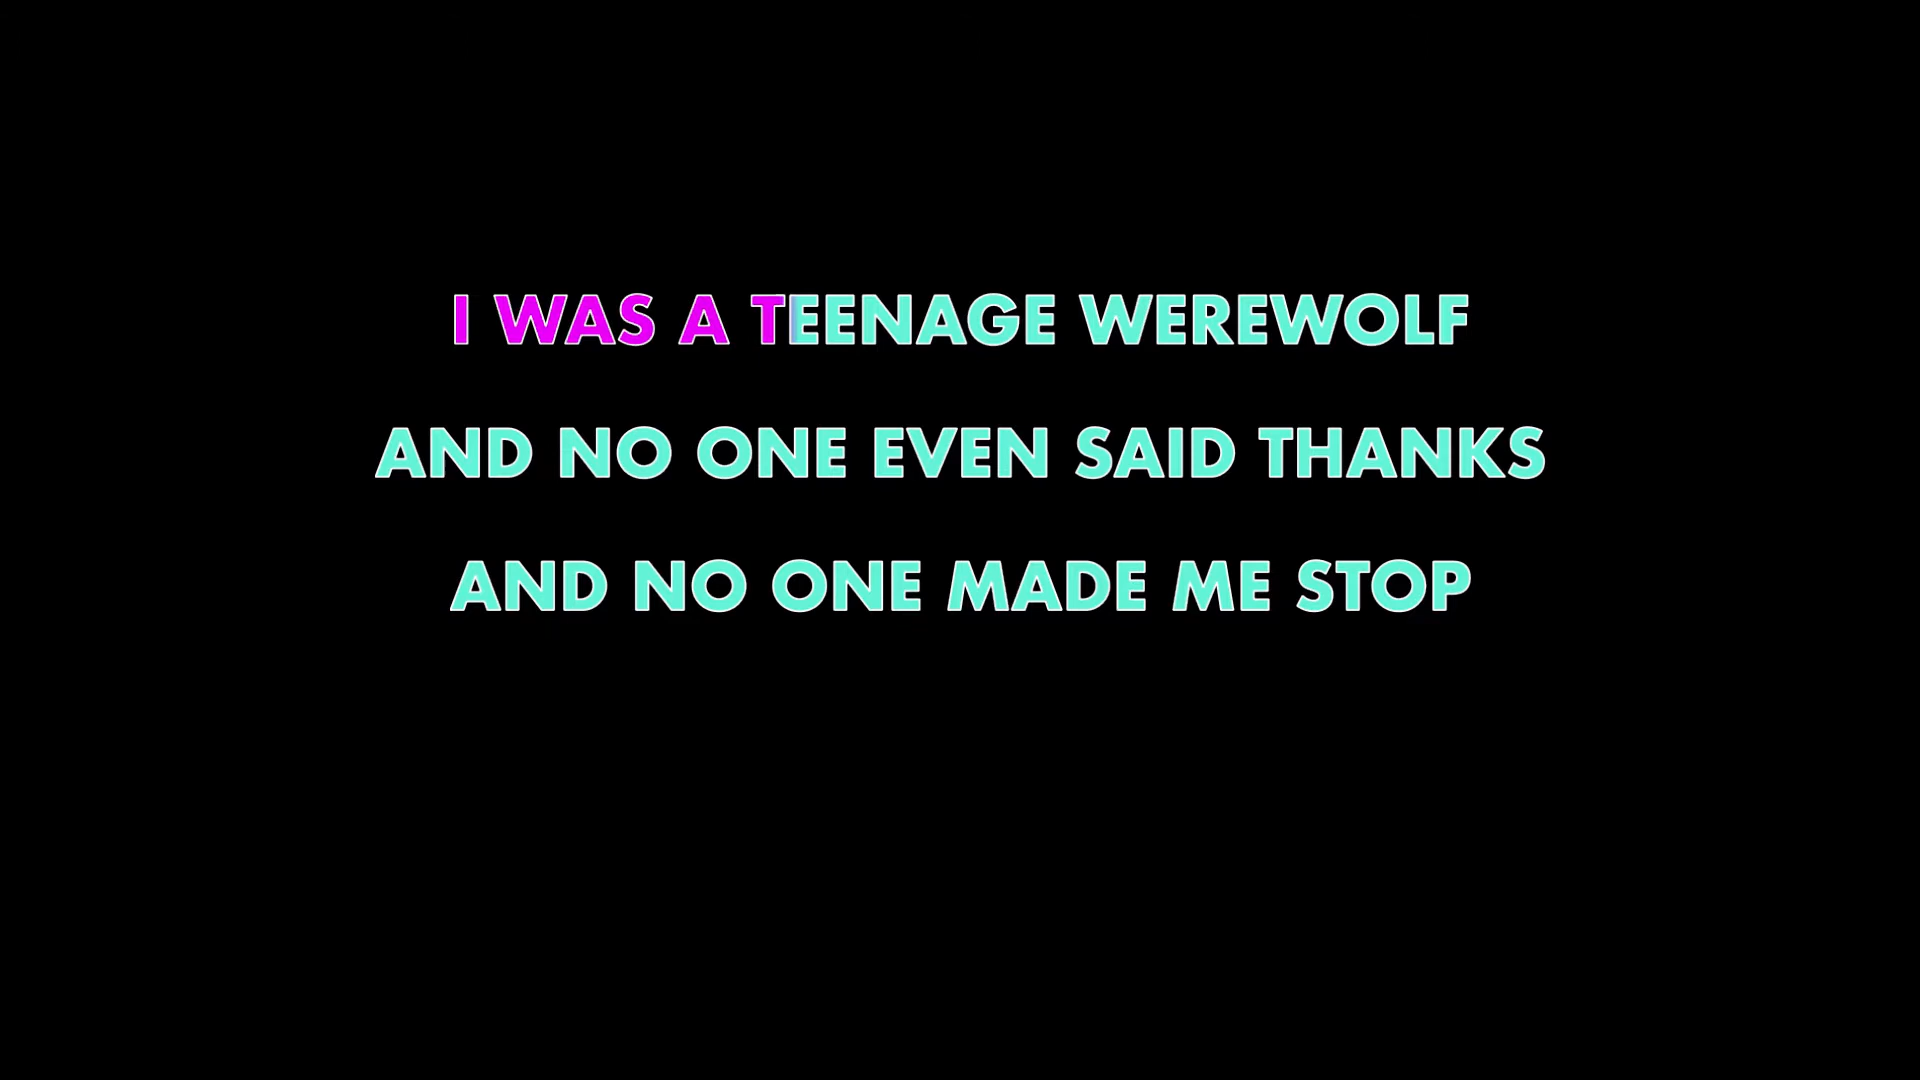 I WAS A TEENAGE WEREWOLF
AND NO ONE EVEN SAID THANKS
AND NO ONE MADE ME STOP